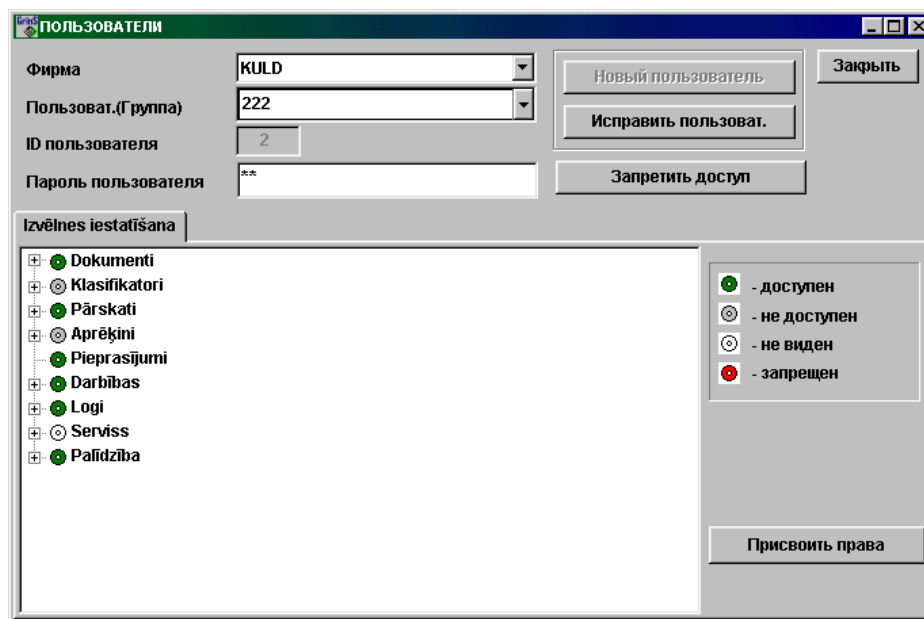 GrinS ПОЛЬЗОВАТЕЛИ
Фирма
KULD
Новый пользователь
Закрыть
Пользоват.(Группа)
222
Исправить пользоват.
ID пользователя
2
Пароль пользователя
**
Запретить доступ
Izvēlnes iestatīšana
Dokumenti
Klasifikatori
Pārskati
Aprēķini
Pieprasījumi
Darbības
Logi
Serviss
Palīdzība
- доступен
- не доступен
- не виден
- запрещен
Присвоить права